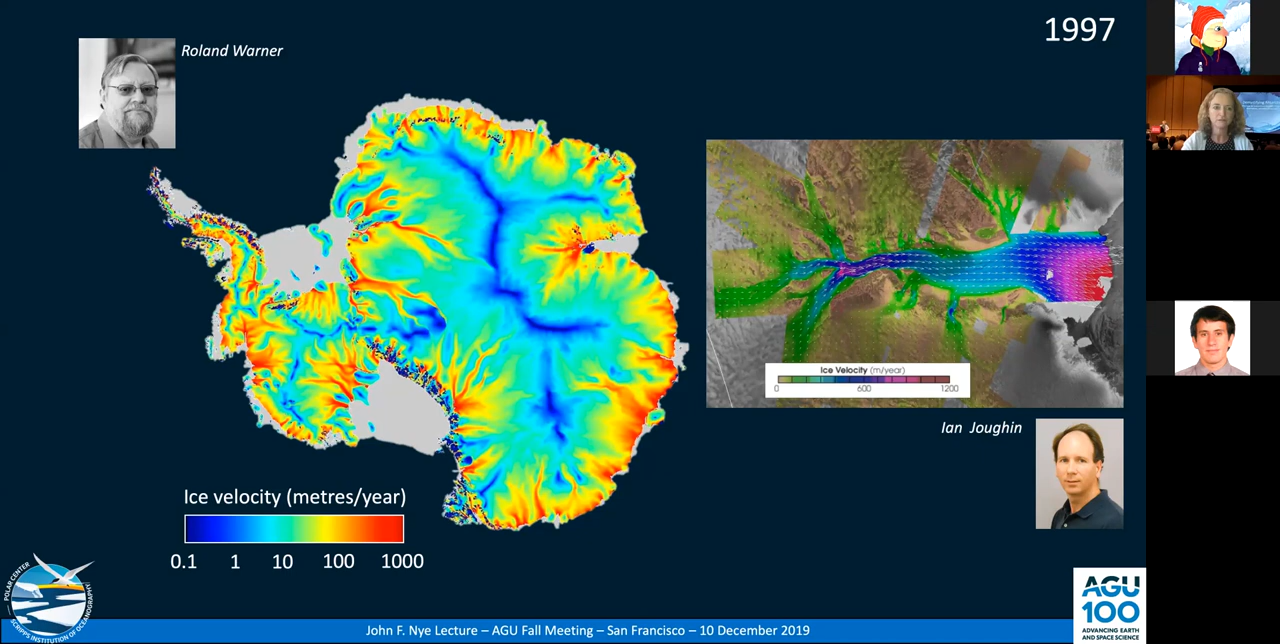 1997
Roland Warner
Ice Velocity (m/year)
0 600 1200
Ian Joughin
Ice velocity (metres/year)
0.1 1 10 100 1000
POLAR CENTER
SCRIPPS INSTITUTION OF OCEANOGRAPHY
AGU
100
ADVANCING EARTH
AND SPACE SCIENCE
John F. Nye Lecture – AGU Fall Meeting – San Francisco – 10 December 2019